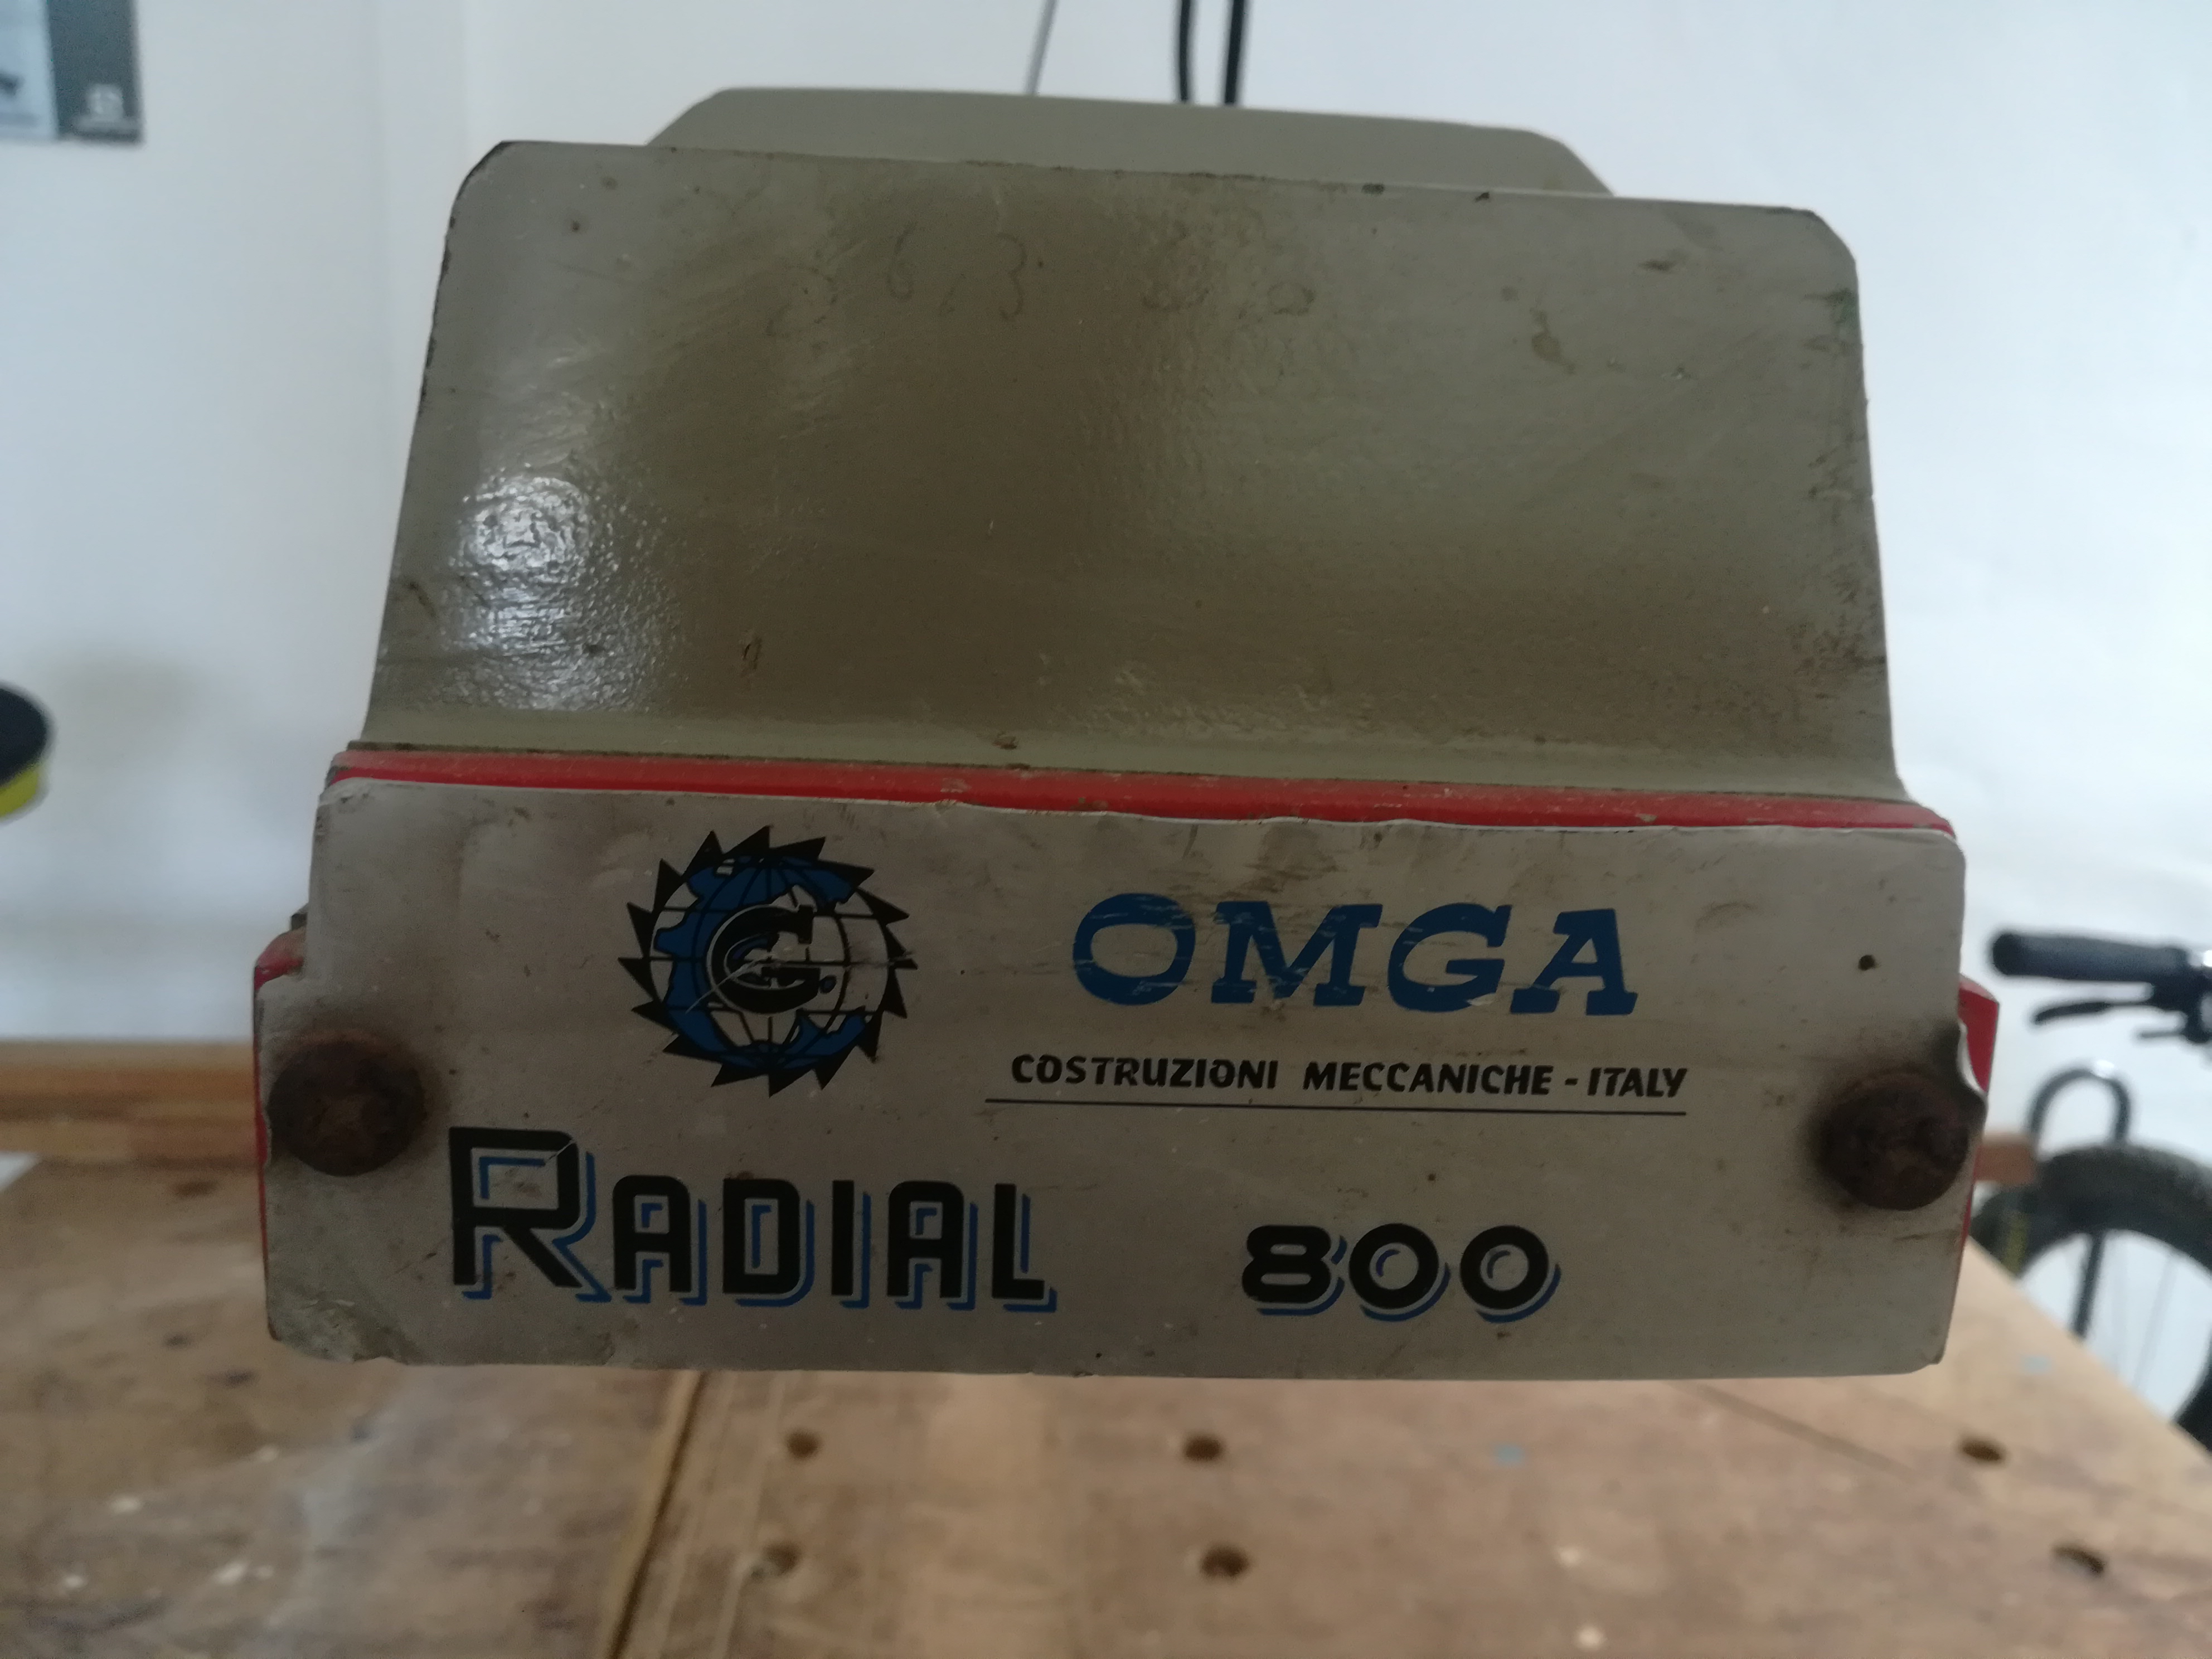 G.
OMGA
COSTRUZIONI MECCANICHE - ITALY
RADIAL 800